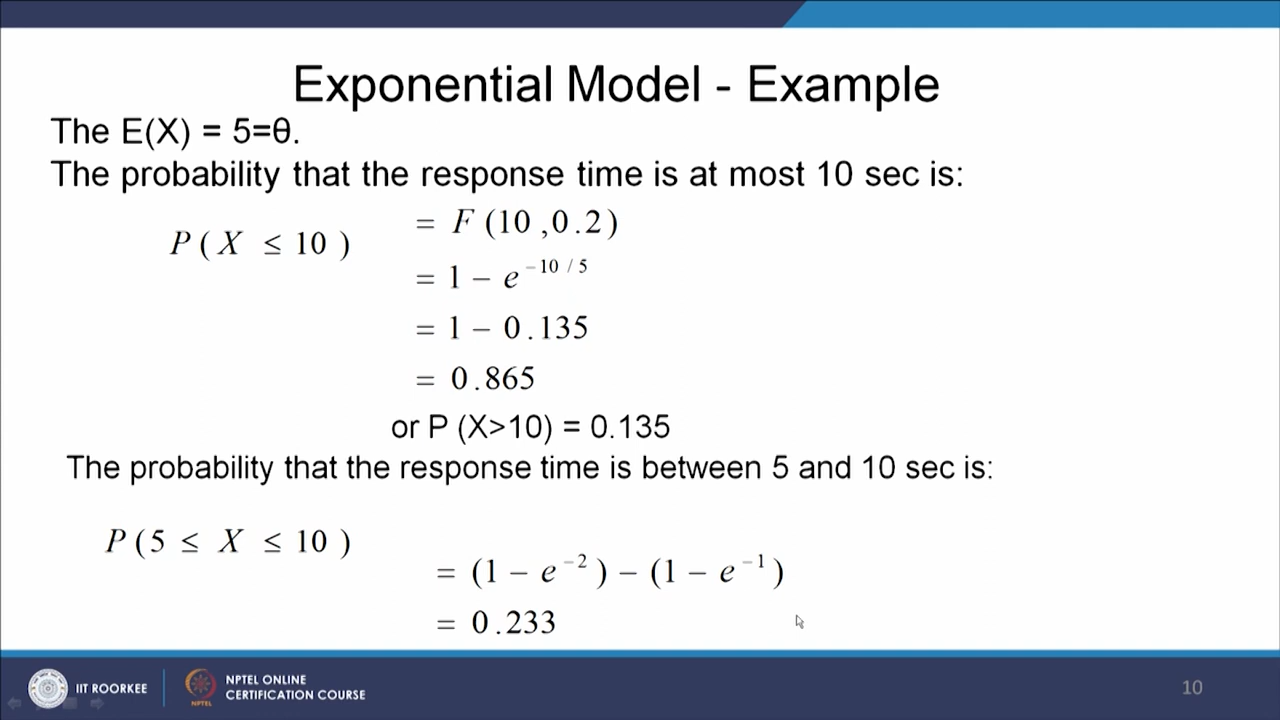 Exponential Model - Example
The E(X) = 5=θ.
The probability that the response time is at most 10 sec is:
P ( X ≤ 10 ) = F (10 ,0.2)
= 1 − e^{−10 / 5}
= 1 − 0.135
= 0.865
or P (X>10) = 0.135
The probability that the response time is between 5 and 10 sec is:
P (5 ≤ X ≤ 10 )
= (1 − e^{−2}) − (1 − e^{−1})
= 0.233
IIT ROORKEE
NPTEL ONLINE
CERTIFICATION COURSE
NPTEL
10